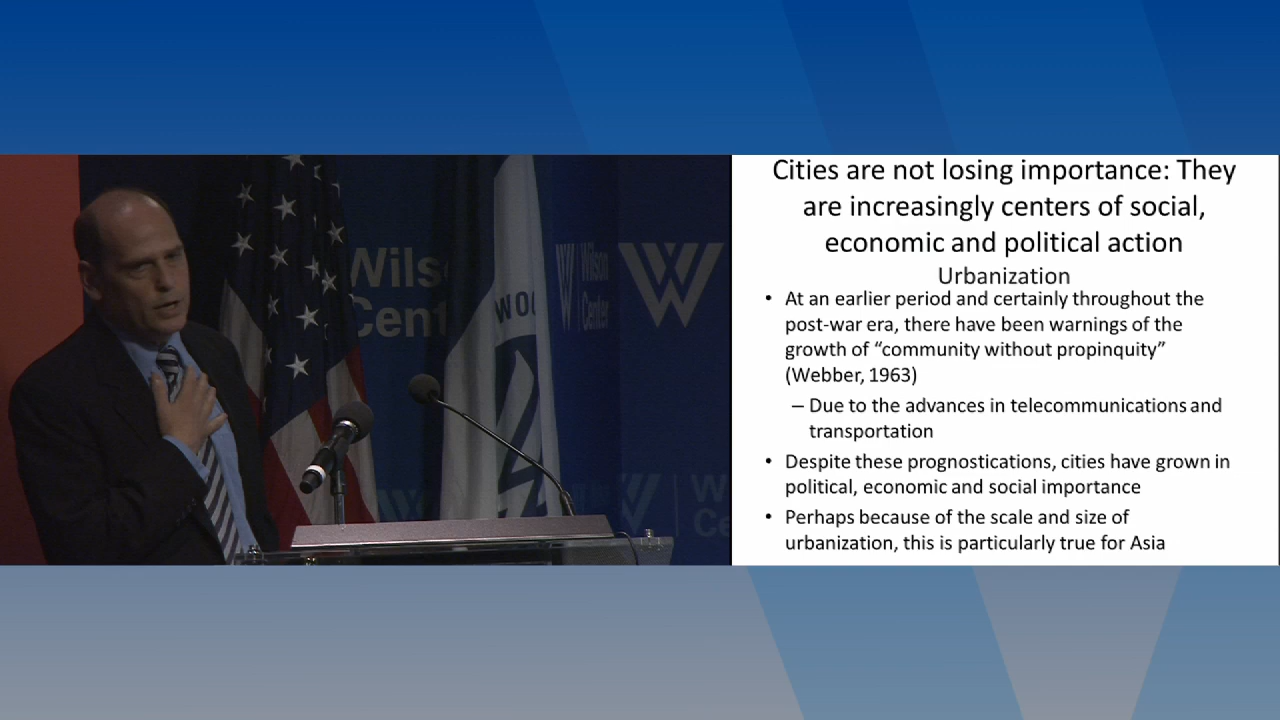 Wils
Cent
WOO
Wilson
Center
W
Ce
Cities are not losing importance: They
are increasingly centers of social,
economic and political action
Urbanization
• At an earlier period and certainly throughout the
post-war era, there have been warnings of the
growth of “community without propinquity”
(Webber, 1963)
– Due to the advances in telecommunications and
transportation
• Despite these prognostications, cities have grown in
political, economic and social importance
• Perhaps because of the scale and size of
urbanization, this is particularly true for Asia